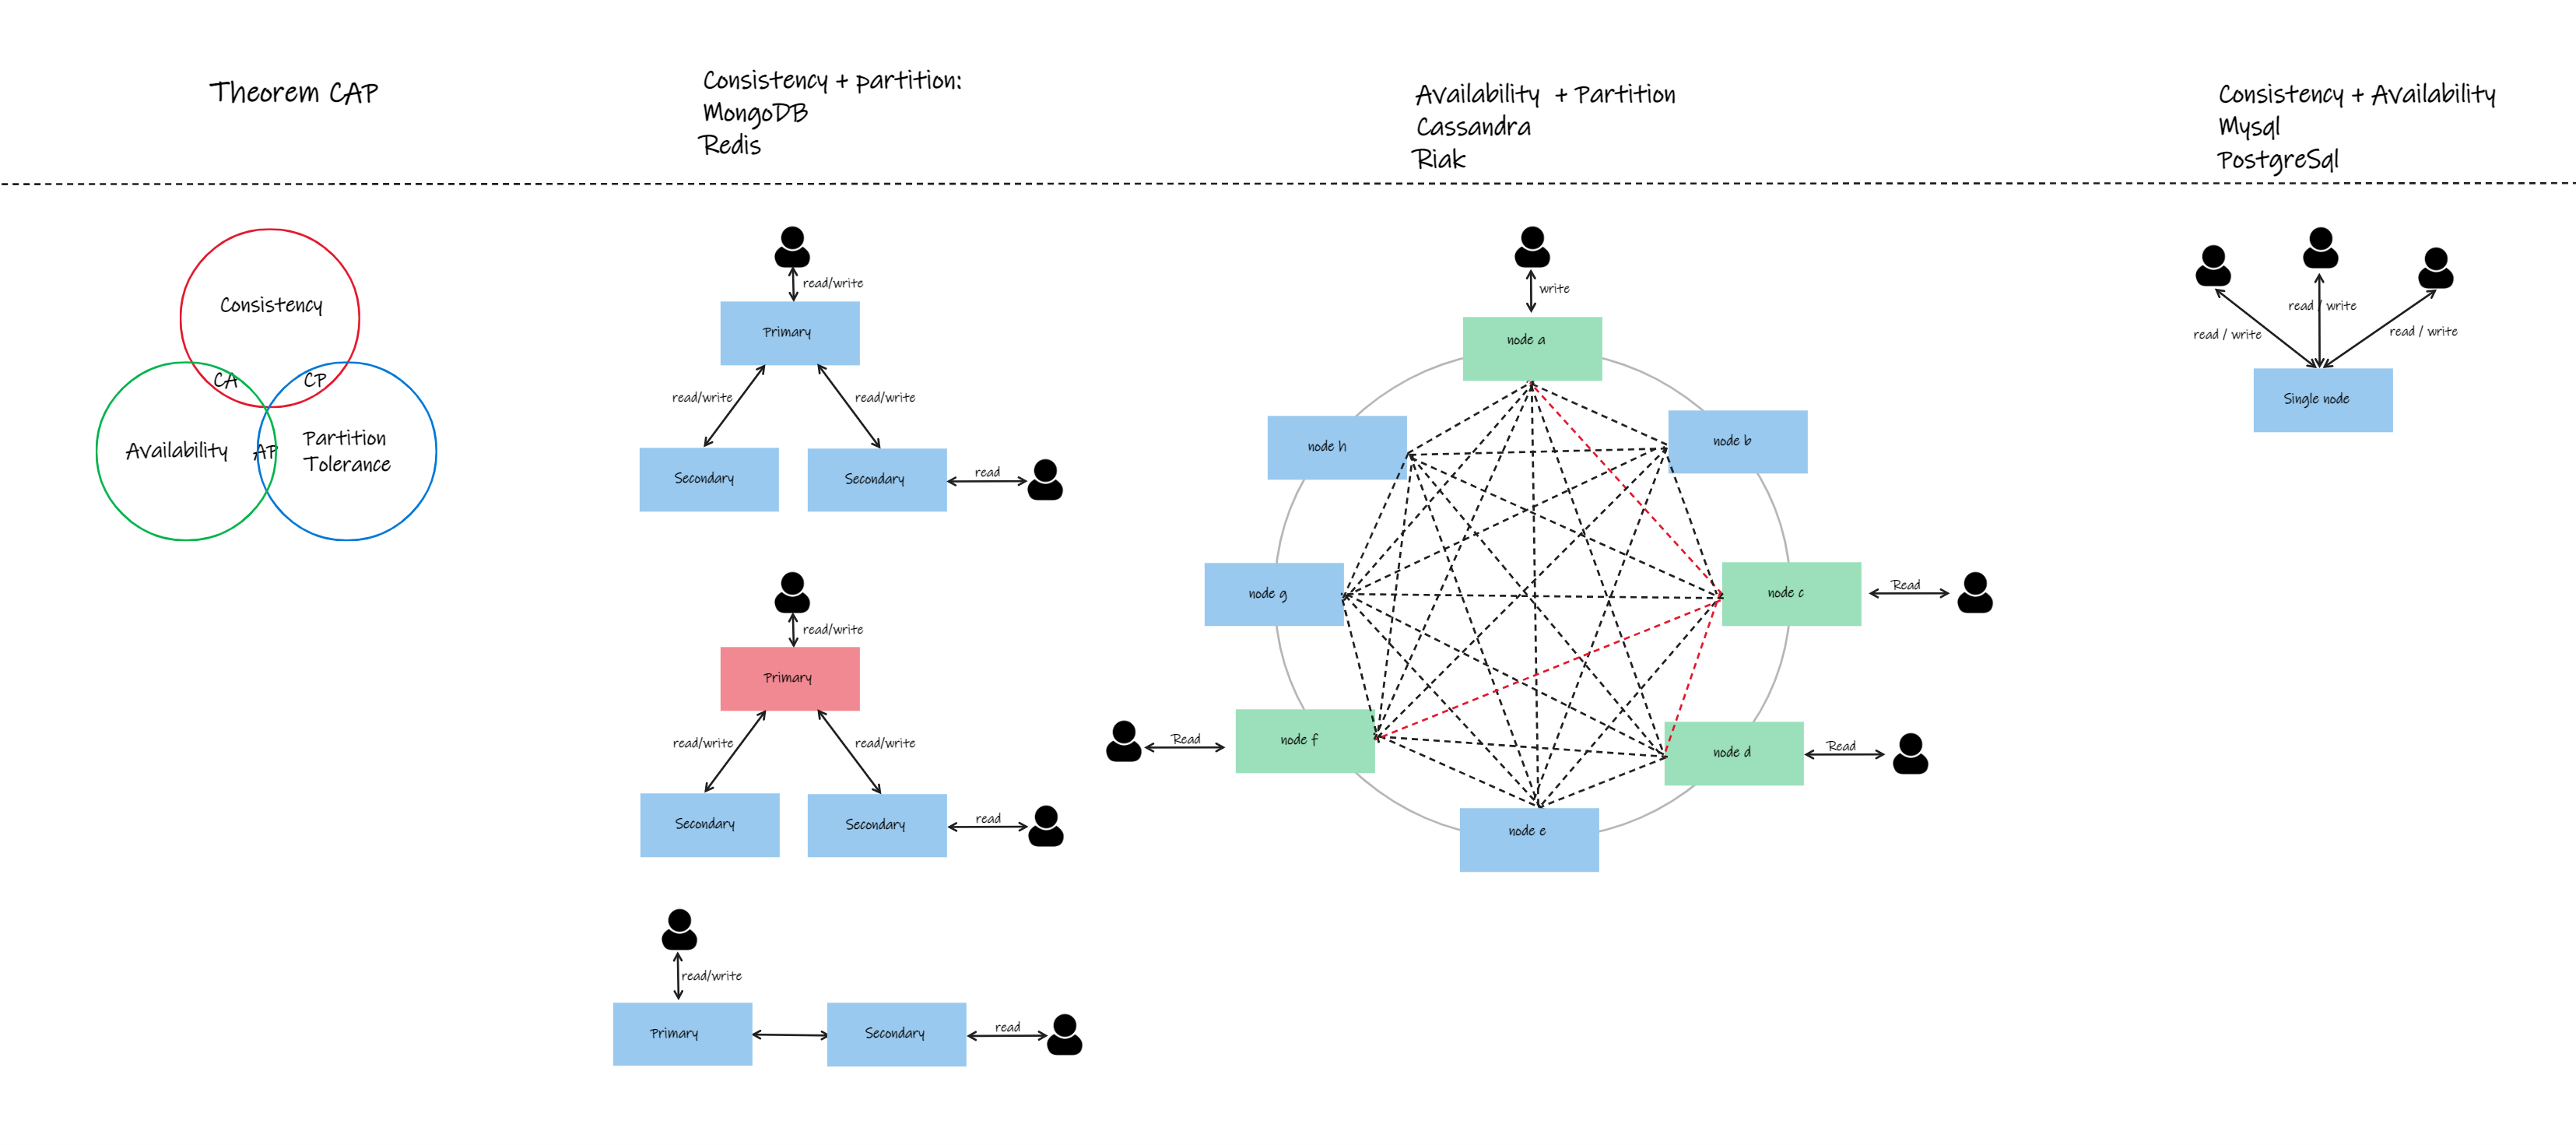 Theorem CAP
Consistency + partition:
MongoDB
Redis
Availability + Partition
Cassandra
Riak
Consistency + Availability
Mysql
PostgreSql
Consistency
CA
CP
Availability
AP
Partition
Tolerance
read/write
Primary
read/write
read/write
Secondary
Secondary
read
read/write
Primary
read/write
read/write
Secondary
Secondary
read
read/write
Primary
Secondary
read
write
node a
node h
node b
node g
node c
Read
Read
node f
node d
Read
node e
read / write
read / write
read / write
Single node